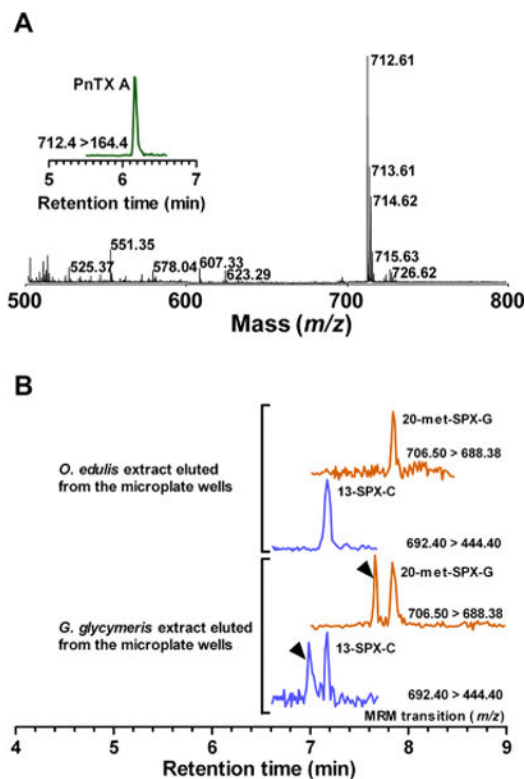 A
PnTX A
712.4 >164.4
5 6 7
Retention time (min)
712.61
713.61
714.62
715.63
726.62
551.35
525.37
578.04
607.33
623.29
500 600 700 800
Mass (m/z)
B
O. edulis extract eluted
from the microplate wells
20-met-SPX-G
706.50 > 688.38
13-SPX-C
692.40 > 444.40
G. glycymeris extract eluted
from the microplate wells
20-met-SPX-G
706.50 > 688.38
13-SPX-C
692.40 > 444.40
MRM transition (m/z)
4 5 6 7 8 9
Retention time (min)